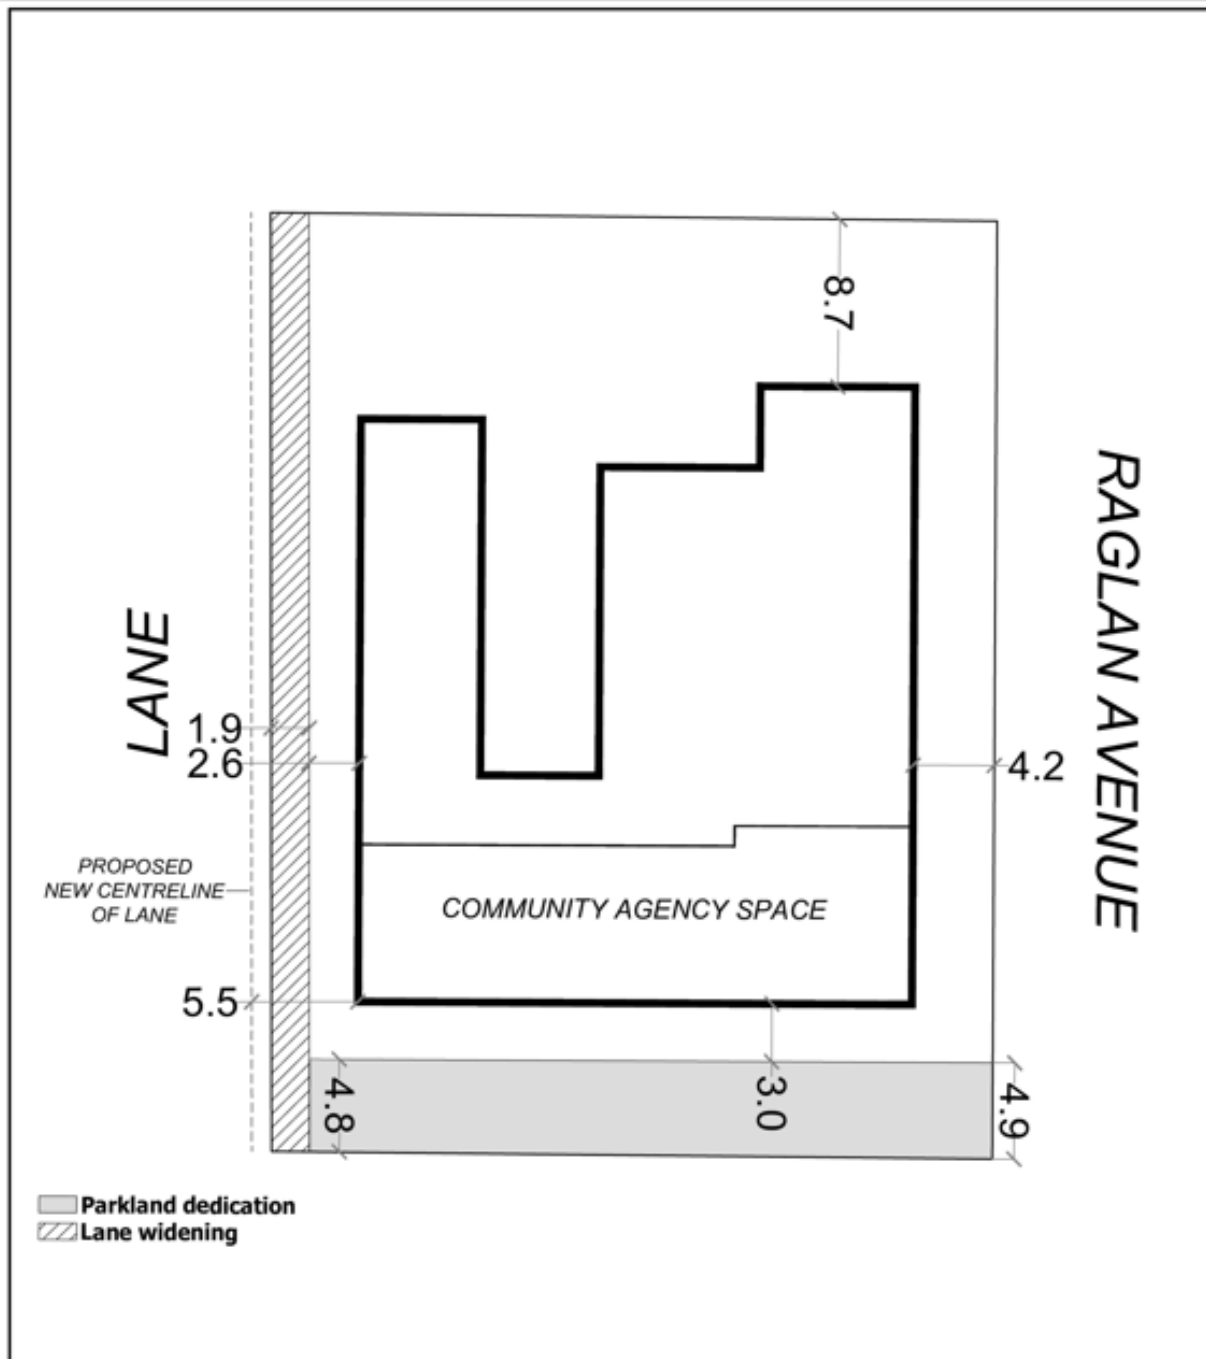 8.7
RAGLAN AVENUE
LANE
1.9
2.6
4.2
PROPOSED
NEW CENTRELINE
OF LANE
COMMUNITY AGENCY SPACE
5.5
4.8
3.0
4.9
Parkland dedication
Lane widening